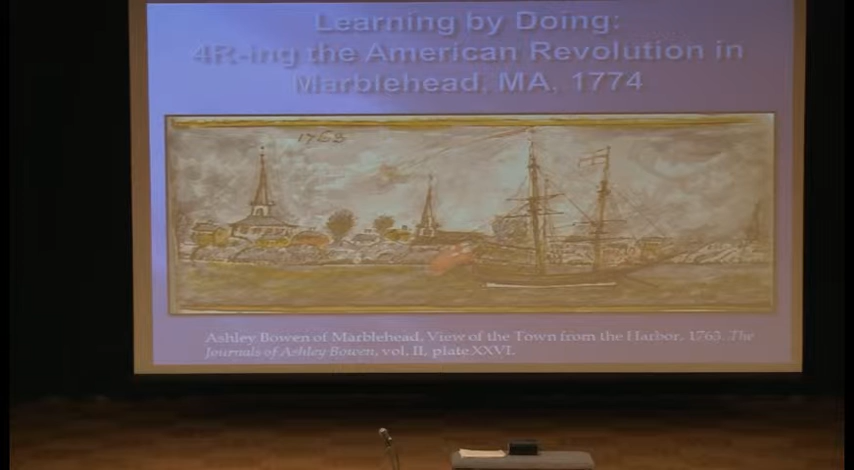 Learning by Doing:
4R-ing the American Revolution in
Marblehead, MA, 1774
1763
Ashley Bowen of Marblehead, View of the Town from the Harbor, 1763. The
Journals of Ashley Bowen, vol. II, plate XXVI.